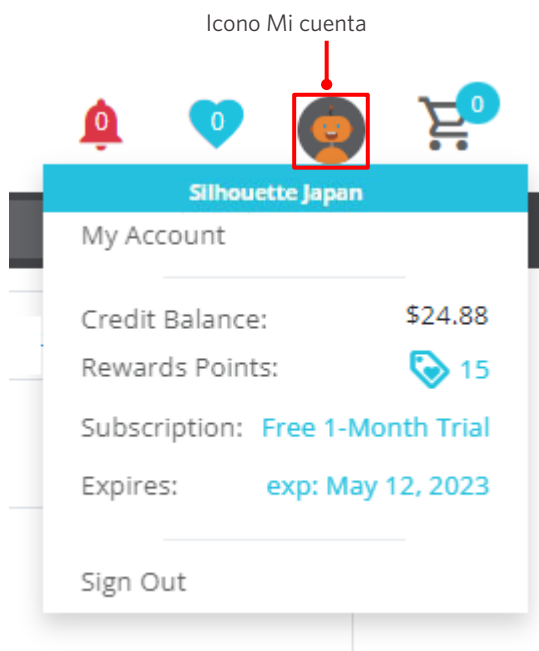 Icono Mi cuenta
0
0
0
Silhouette Japan
My Account
Credit Balance: $24.88
Rewards Points: 15
Subscription: Free 1-Month Trial
Expires: exp: May 12, 2023
Sign Out